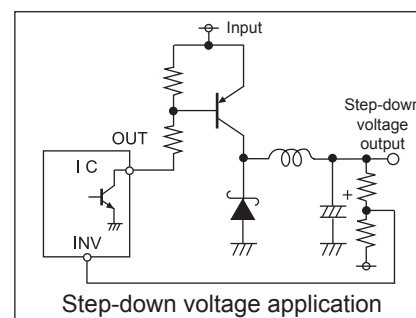 Input
Step-down
voltage
output
OUT
I C
+
INV
Step-down voltage application